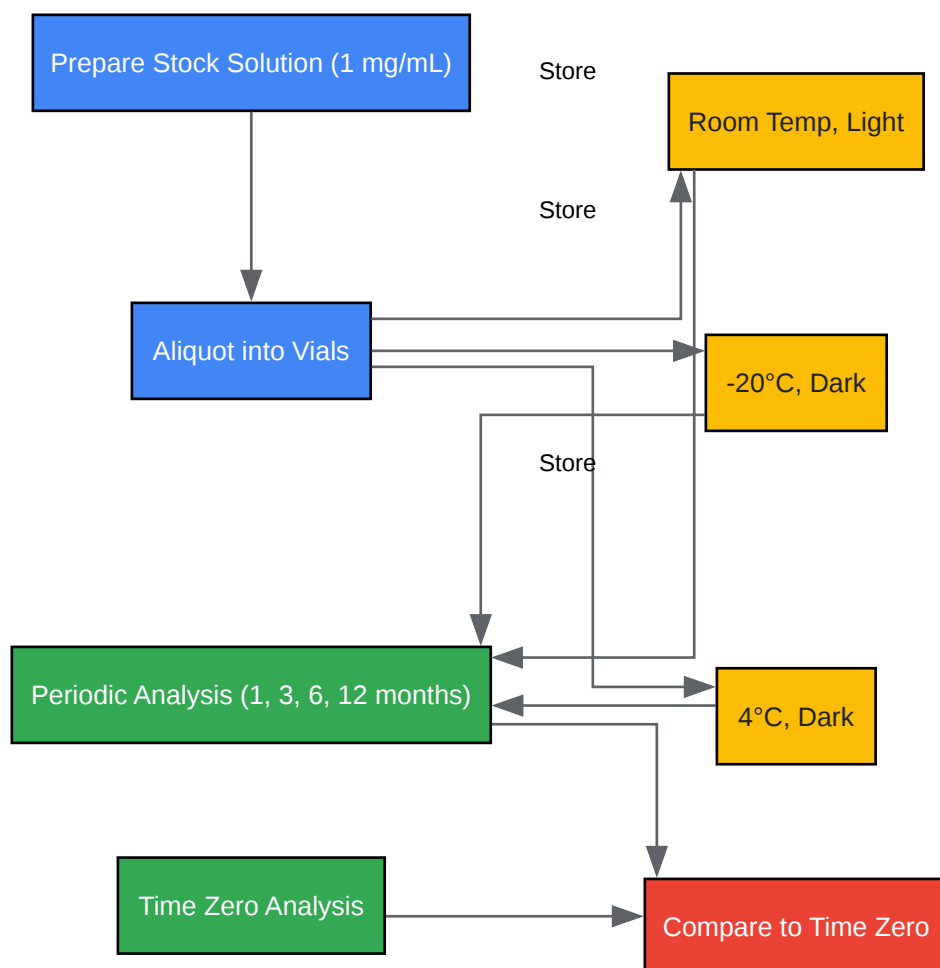 Prepare Stock Solution (1 mg/mL)
Store
Room Temp, Light
Store
Aliquot into Vials
-20°C, Dark
Store
Periodic Analysis (1, 3, 6, 12 months)
4°C, Dark
Time Zero Analysis
Compare to Time Zero